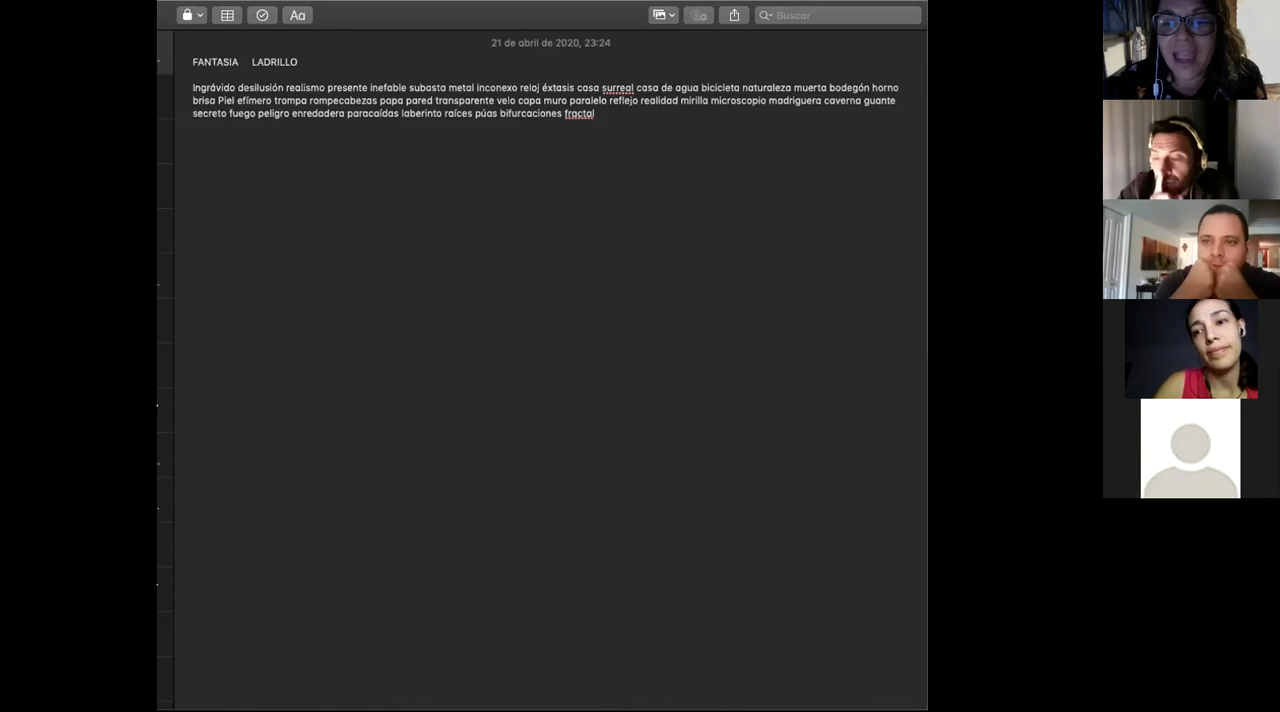 Aa
Buscar
21 de abril de 2020, 23:24
FANTASIA LADRILLO
Ingrávido desilusión realismo presente inefable subasta metal inconexo reloj éxtasis casa surreal casa de agua bicicleta naturaleza muerta bodegón horno
brisa Piel efímero trompa rompecabezas papa pared transparente velo capa muro paralelo reflejo realidad mirilla microscopio madriguera caverna guante
secreto fuego peligro enredadera paracaídas laberinto raíces púas bifurcaciones fractal